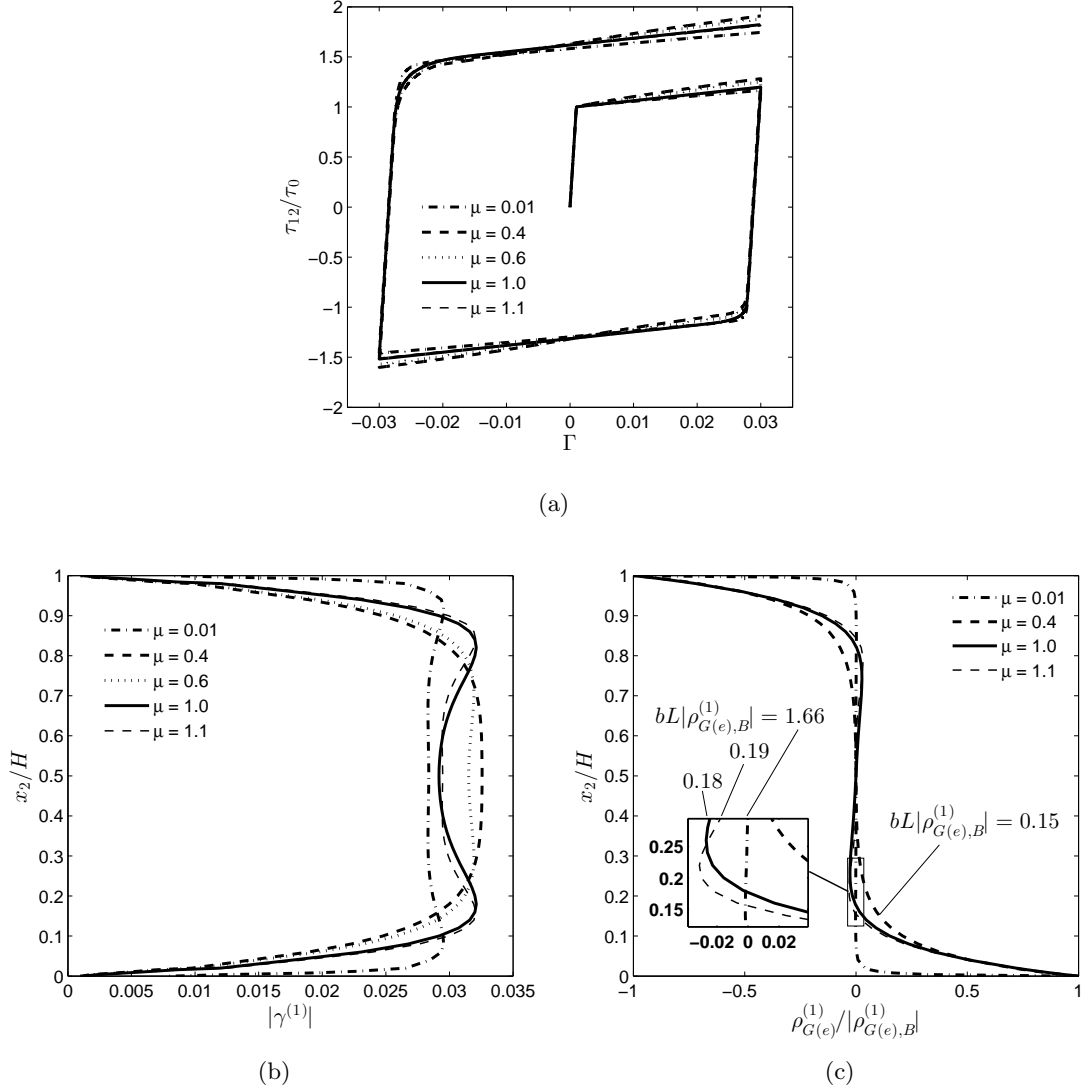 2
1.5
1
0.5
0
−0.5
−1
−1.5
−2
τ12/τ0
μ = 0.01
μ = 0.4
μ = 0.6
μ = 1.0
μ = 1.1
−0.03 −0.02 −0.01 0 0.01 0.02 0.03
Γ
(a)
1
0.9
0.8
0.7
0.6
0.5
0.4
0.3
0.2
0.1
0
x2/H
μ = 0.01
μ = 0.4
μ = 0.6
μ = 1.0
μ = 1.1
0 0.005 0.01 0.015 0.02 0.025 0.03 0.035
|γ(1)|
(b)
1
0.9
0.8
0.7
0.6
0.5
0.4
0.3
0.2
0.1
0
x2/H
μ = 0.01
μ = 0.4
μ = 1.0
μ = 1.1
bL|ρ(1)G(e),B| = 1.66
0.19
0.18
bL|ρ(1)G(e),B| = 0.15
0.25
0.2
0.15
−0.02 0 0.02
−1 −0.5 0 0.5 1
ρ(1)G(e)/|ρ(1)G(e),B|
(c)